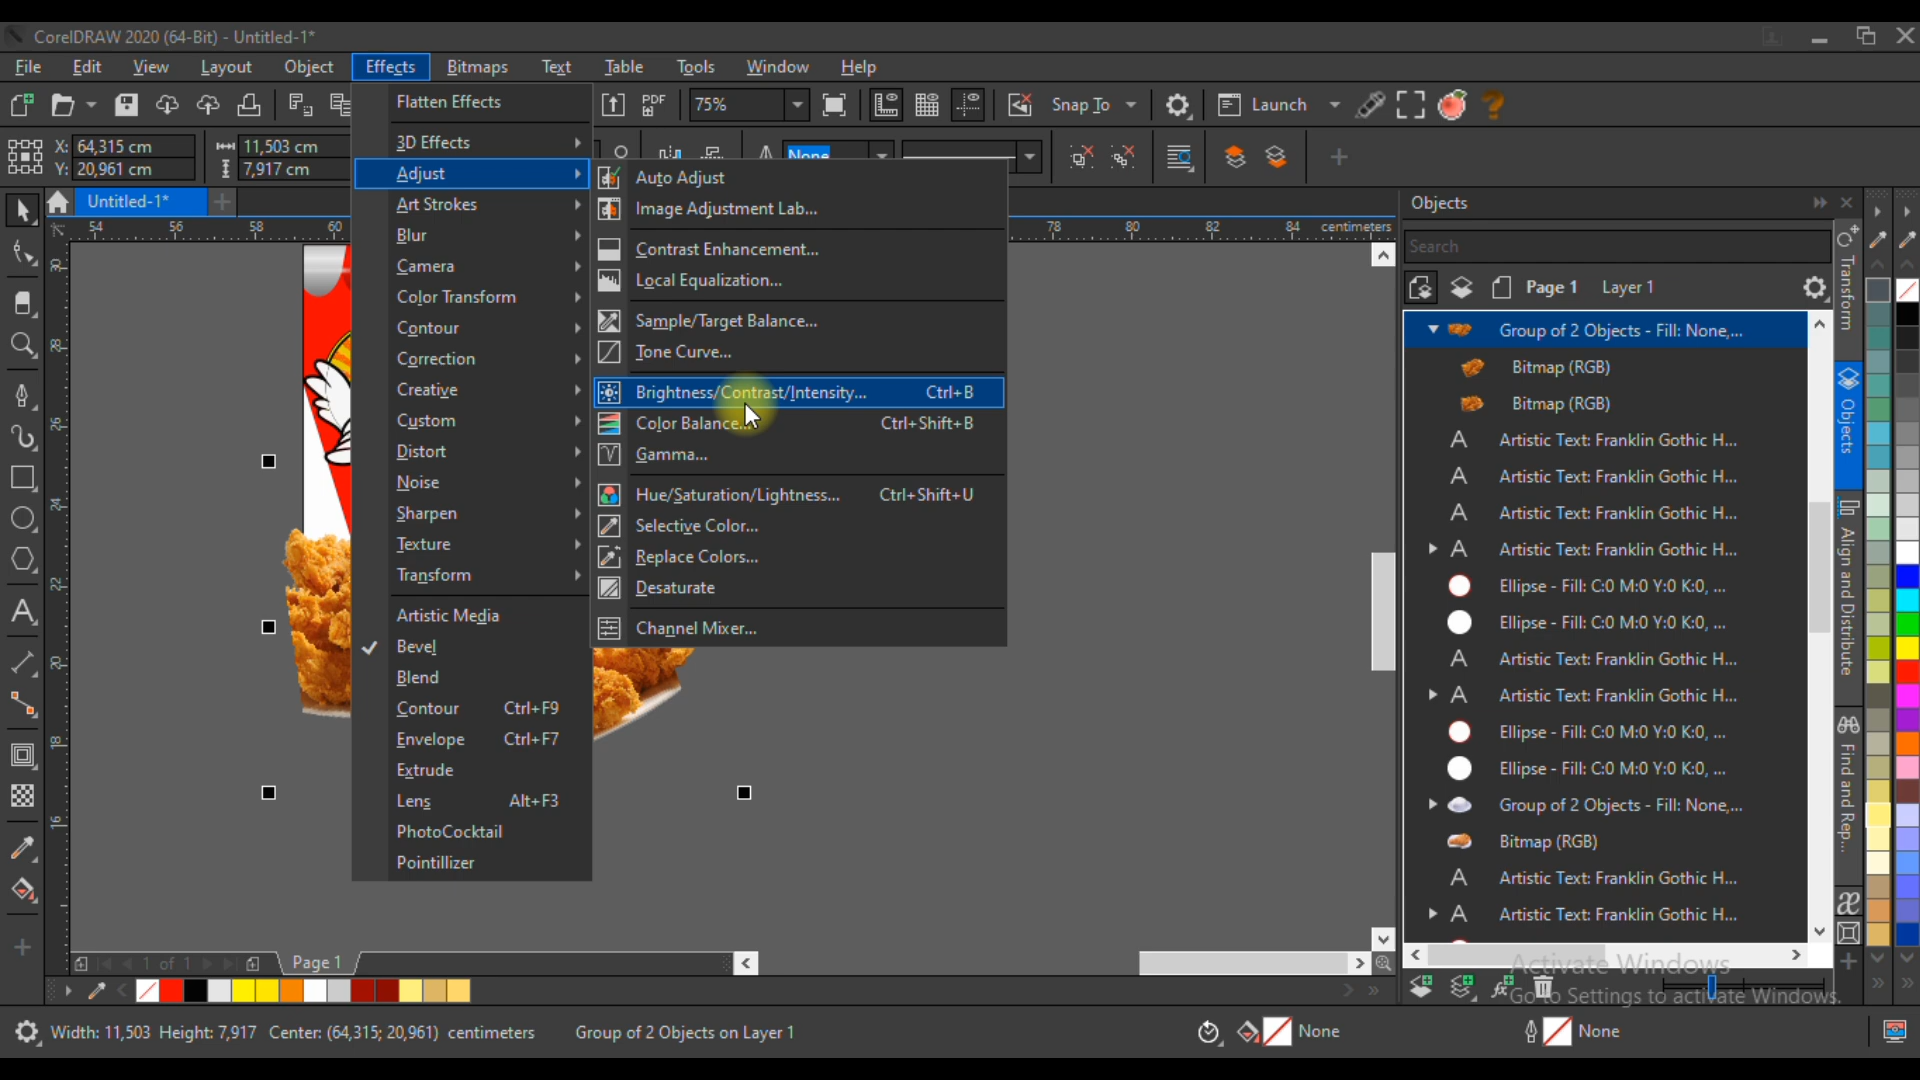 CorelDRAW 2020 (64-Bit) - Untitled-1*
File Edit View Layout Object Effects Bitmaps Text Table Tools Window Help
PDF 75% Snap To Launch
X: 64,315 cm 11,503 cm
Y: 20,961 cm 7,917 cm
None
Untitled-1*
54 56 58 60 78 80 82 84 centimeters
30
28
26
24
22
20
18
16
Flatten Effects
3D Effects
Adjust
Art Strokes
Blur
Camera
Color Transform
Contour
Correction
Creative
Custom
Distort
Noise
Sharpen
Texture
Transform
Artistic Media
Bevel
Blend
Contour Ctrl+F9
Envelope Ctrl+F7
Extrude
Lens Alt+F3
PhotoCocktail
Pointillizer
Auto Adjust
Image Adjustment Lab...
Contrast Enhancement...
Local Equalization...
Sample/Target Balance...
Tone Curve...
Brightness/Contrast/Intensity... Ctrl+B
Color Balance... Ctrl+Shift+B
Gamma...
Hue/Saturation/Lightness... Ctrl+Shift+U
Selective Color...
Replace Colors...
Desaturate
Channel Mixer...
Objects
Search
Page 1 Layer 1
Group of 2 Objects - Fill: None,...
Bitmap (RGB)
Bitmap (RGB)
Artistic Text: Franklin Gothic H...
Artistic Text: Franklin Gothic H...
Artistic Text: Franklin Gothic H...
Artistic Text: Franklin Gothic H...
Ellipse - Fill: C:0 M:0 Y:0 K:0, ...
Ellipse - Fill: C:0 M:0 Y:0 K:0, ...
Artistic Text: Franklin Gothic H...
Artistic Text: Franklin Gothic H...
Ellipse - Fill: C:0 M:0 Y:0 K:0, ...
Ellipse - Fill: C:0 M:0 Y:0 K:0, ...
Group of 2 Objects - Fill: None,...
Bitmap (RGB)
Artistic Text: Franklin Gothic H...
Artistic Text: Franklin Gothic H...
Transform
Objects
Align and Distribute
Find and Rep...
1 of 1 Page 1
Activate Windows
Go to Settings to activate Windows.
Width: 11,503 Height: 7,917 Center: (64,315; 20,961) centimeters Group of 2 Objects on Layer 1 None None